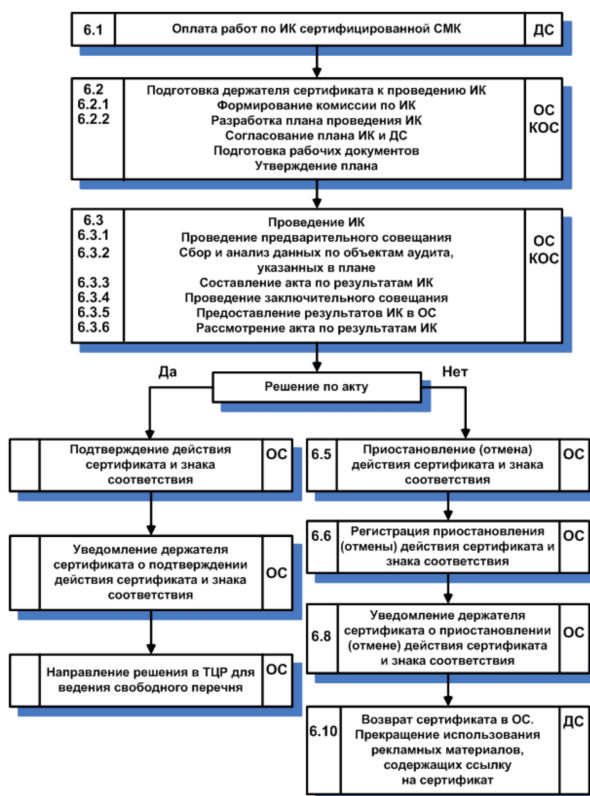 6.1 Оплата работ по ИК сертифицированной СМК ДС
6.2 Подготовка держателя сертификата к проведению ИК
6.2.1 Формирование комиссии по ИК ОС
6.2.2 Разработка плана проведения ИК КОС
Согласование плана ИК и ДС
Подготовка рабочих документов
Утверждение плана
6.3 Проведение ИК
6.3.1 Проведение предварительного совещания
6.3.2 Сбор и анализ данных по объектам аудита, ОС
указанных в плане КОС
6.3.3 Составление акта по результатам ИК
6.3.4 Проведение заключительного совещания
6.3.5 Предоставление результатов ИК в ОС
6.3.6 Рассмотрение акта по результатам ИК
Да
Нет
Решение по акту
Подтверждение действия ОС
сертификата и знака
соответствия
Уведомление держателя
сертификата о подтверждении
действия сертификата и знака ОС
соответствия
Направление решения в ТЦР для ОС
ведения свободного перечня
6.5 Приостановление (отмена) ОС
действия сертификата и знака
соответствия
6.6 Регистрация приостановления ОС
(отмены) действия сертификата и
знака соответствия
Уведомление держателя
6.8 сертификата о приостановлении ОС
(отмене) действия сертификата
и знака соответствия
Возврат сертификата в ОС. ДС
6.10 Прекращение использования
рекламных материалов,
содержащих ссылку
на сертификат